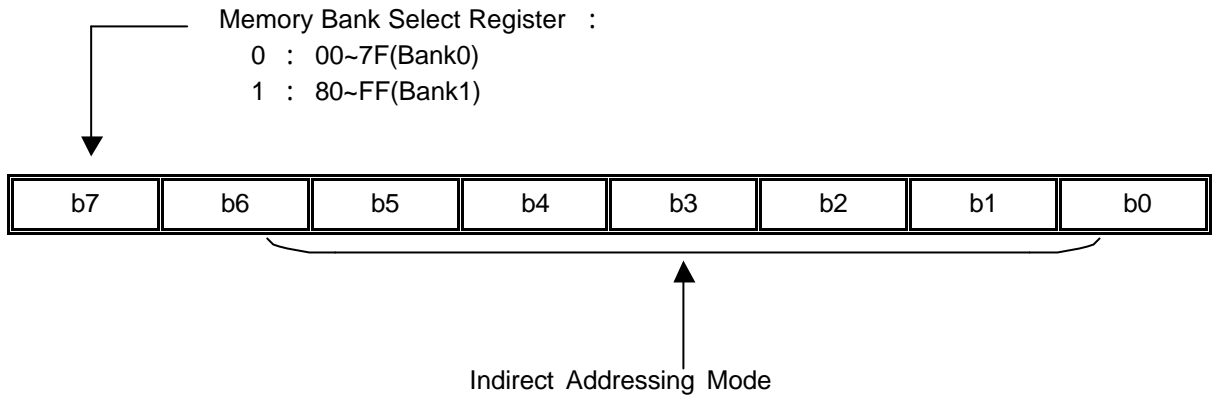 Memory Bank Select Register :
0 : 00~7F(Bank0)
1 : 80~FF(Bank1)
b7 b6 b5 b4 b3 b2 b1 b0
Indirect Addressing Mode